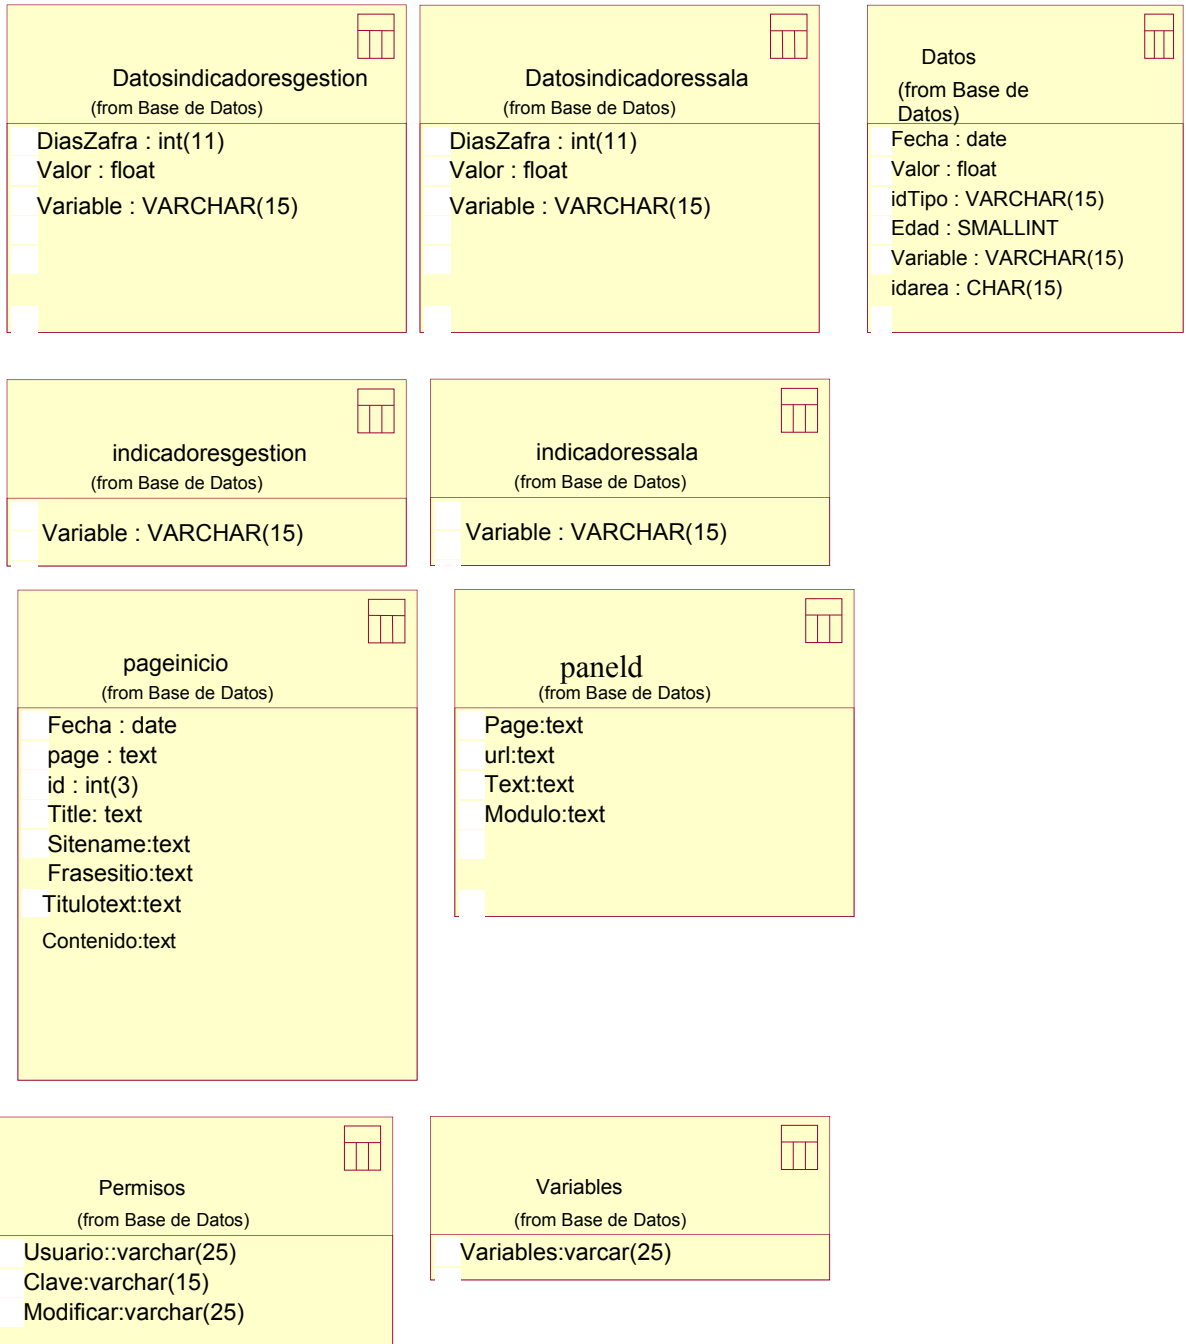 Datosindicadoresgestion
(from Base de Datos)
DiasZafra : int(11)
Valor : float
Variable : VARCHAR(15)
Datosindicadoressala
(from Base de Datos)
DiasZafra : int(11)
Valor : float
Variable : VARCHAR(15)
Datos
(from Base de
Datos)
Fecha : date
Valor : float
idTipo : VARCHAR(15)
Edad : SMALLINT
Variable : VARCHAR(15)
idarea : CHAR(15)
indicadoresgestion
(from Base de Datos)
Variable : VARCHAR(15)
indicadoressala
(from Base de Datos)
Variable : VARCHAR(15)
pageinicio
(from Base de Datos)
Fecha : date
page : text
id : int(3)
Title: text
Sitename:text
Frasesitio:text
Titulotext:text
Contenido:text
paneld
(from Base de Datos)
Page:text
url:text
Text:text
Modulo:text
Permisos
(from Base de Datos)
Usuario::varchar(25)
Clave:varchar(15)
Modificar:varchar(25)
Variables
(from Base de Datos)
Variables:varcar(25)